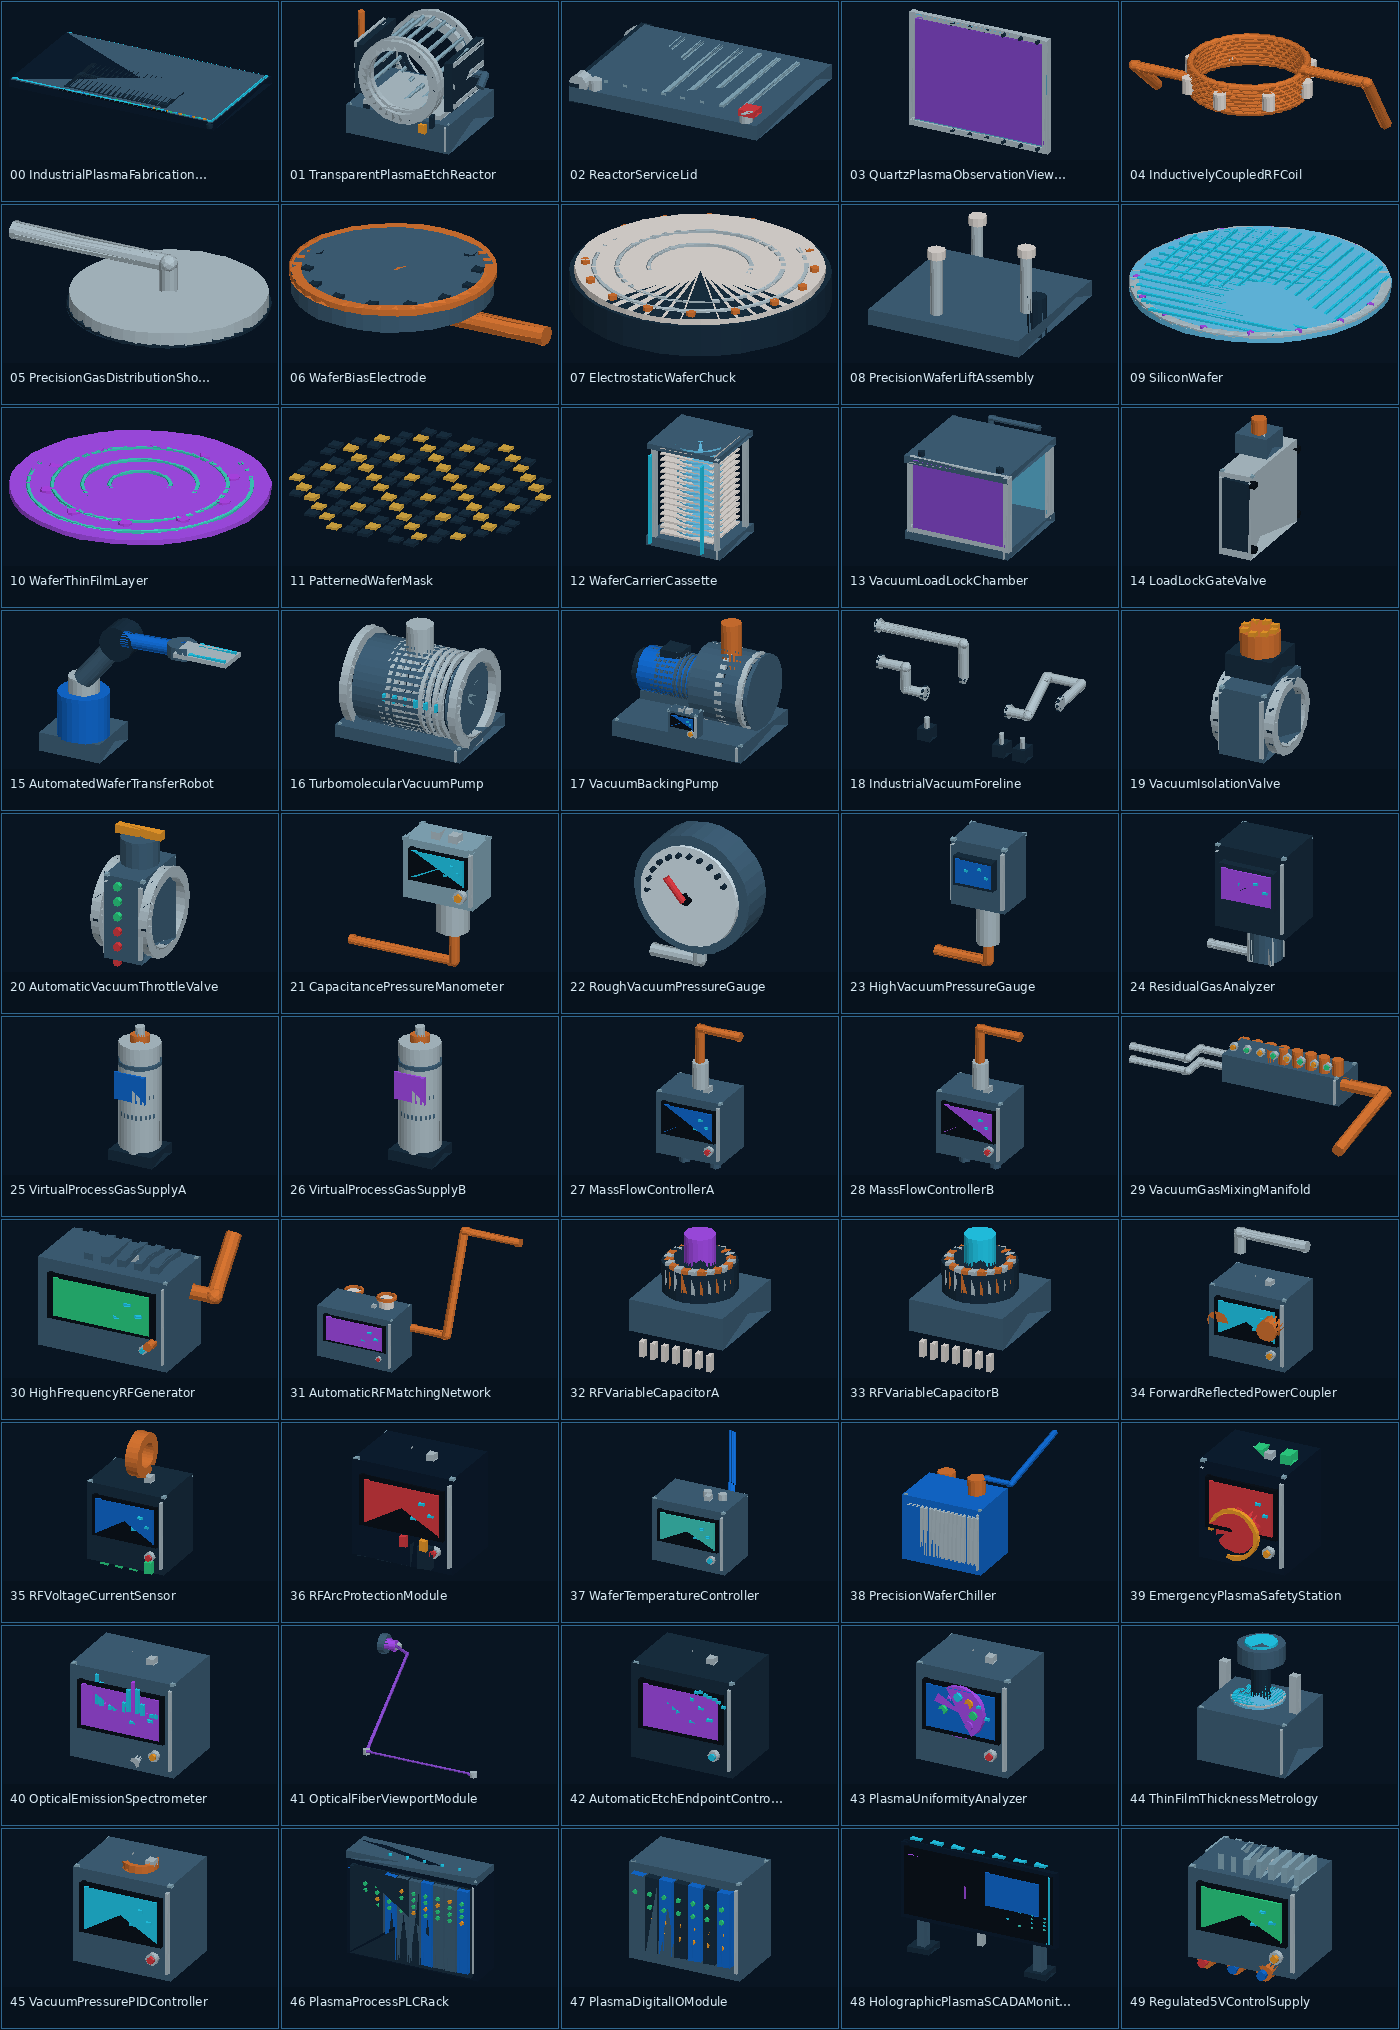 00 IndustrialPlasmaFabrication...
01 TransparentPlasmaEtchReactor
02 ReactorServiceLid
03 QuartzPlasmaObservationView...
04 InductivelyCoupledRFCoil
05 PrecisionGasDistributionSho...
06 WaferBiasElectrode
07 ElectrostaticWaferChuck
08 PrecisionWaferLiftAssembly
09 SiliconWafer
10 WaferThinFilmLayer
11 PatternedWaferMask
12 WaferCarrierCassette
13 VacuumLoadLockChamber
14 LoadLockGateValve
15 AutomatedWaferTransferRobot
16 TurbomolecularVacuumPump
17 VacuumBackingPump
18 IndustrialVacuumForeline
19 VacuumIsolationValve
20 AutomaticVacuumThrottleValve
21 CapacitancePressureManometer
22 RoughVacuumPressureGauge
23 HighVacuumPressureGauge
24 ResidualGasAnalyzer
25 VirtualProcessGasSupplyA
26 VirtualProcessGasSupplyB
27 MassFlowControllerA
28 MassFlowControllerB
29 VacuumGasMixingManifold
30 HighFrequencyRFGenerator
31 AutomaticRFMatchingNetwork
32 RFVariableCapacitorA
33 RFVariableCapacitorB
34 ForwardReflectedPowerCoupler
35 RFVoltageCurrentSensor
36 RFArcProtectionModule
37 WaferTemperatureController
38 PrecisionWaferChiller
39 EmergencyPlasmaSafetyStation
40 OpticalEmissionSpectrometer
41 OpticalFiberViewportModule
42 AutomaticEtchEndpointContro...
43 PlasmaUniformityAnalyzer
44 ThinFilmThicknessMetrology
45 VacuumPressurePIDController
46 PlasmaProcessPLCRack
47 PlasmaDigitalIOModule
48 HolographicPlasmaSCADAMonit...
49 Regulated5VControlSupply